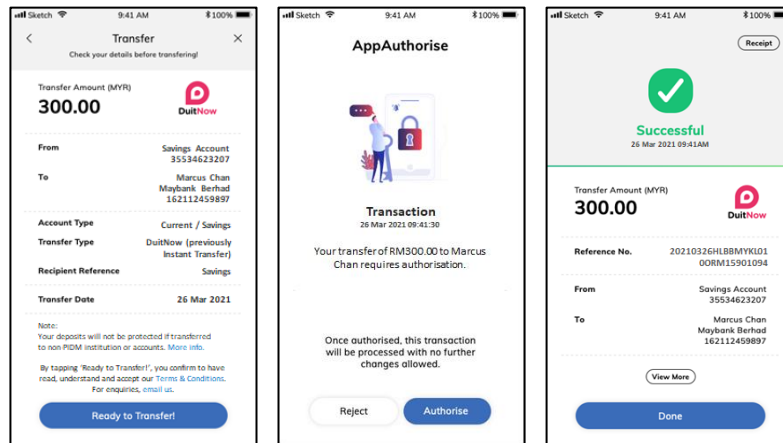 Sketch 9:41 AM 100%
Transfer
Check your details before transfering!
Transfer Amount (MYR)
300.00
DuitNow
From Savings Account
35534623207
To Marcus Chan
Maybank Berhad
162112459897
Account Type Current / Savings
Transfer Type DuitNow (previously
Instant Transfer)
Recipient Reference Savings
Transfer Date 26 Mar 2021
Note:
Your deposits will not be protected if transferred
to non PIDM institution or accounts. More info.
By tapping 'Ready to Transfer!', you confirm to have
read, understand and accept our Terms & Conditions.
For enquiries, email us.
Ready to Transfer!
Sketch 9:41 AM 100%
AppAuthorise
Transaction
26 Mar 2021 09:41:30
Your transfer of RM300.00 to Marcus
Chan requires authorisation.
Once authorised, this transaction
will be processed with no further
changes allowed.
Reject Authorise
Sketch 9:41 AM 100%
Receipt
Successful
26 Mar 2021 09:41AM
Transfer Amount (MYR)
300.00
DuitNow
Reference No. 20210326HLBBMYKL01
0ORM15901094
From Savings Account
35534623207
To Marcus Chan
Maybank Berhad
162112459897
View More
Done